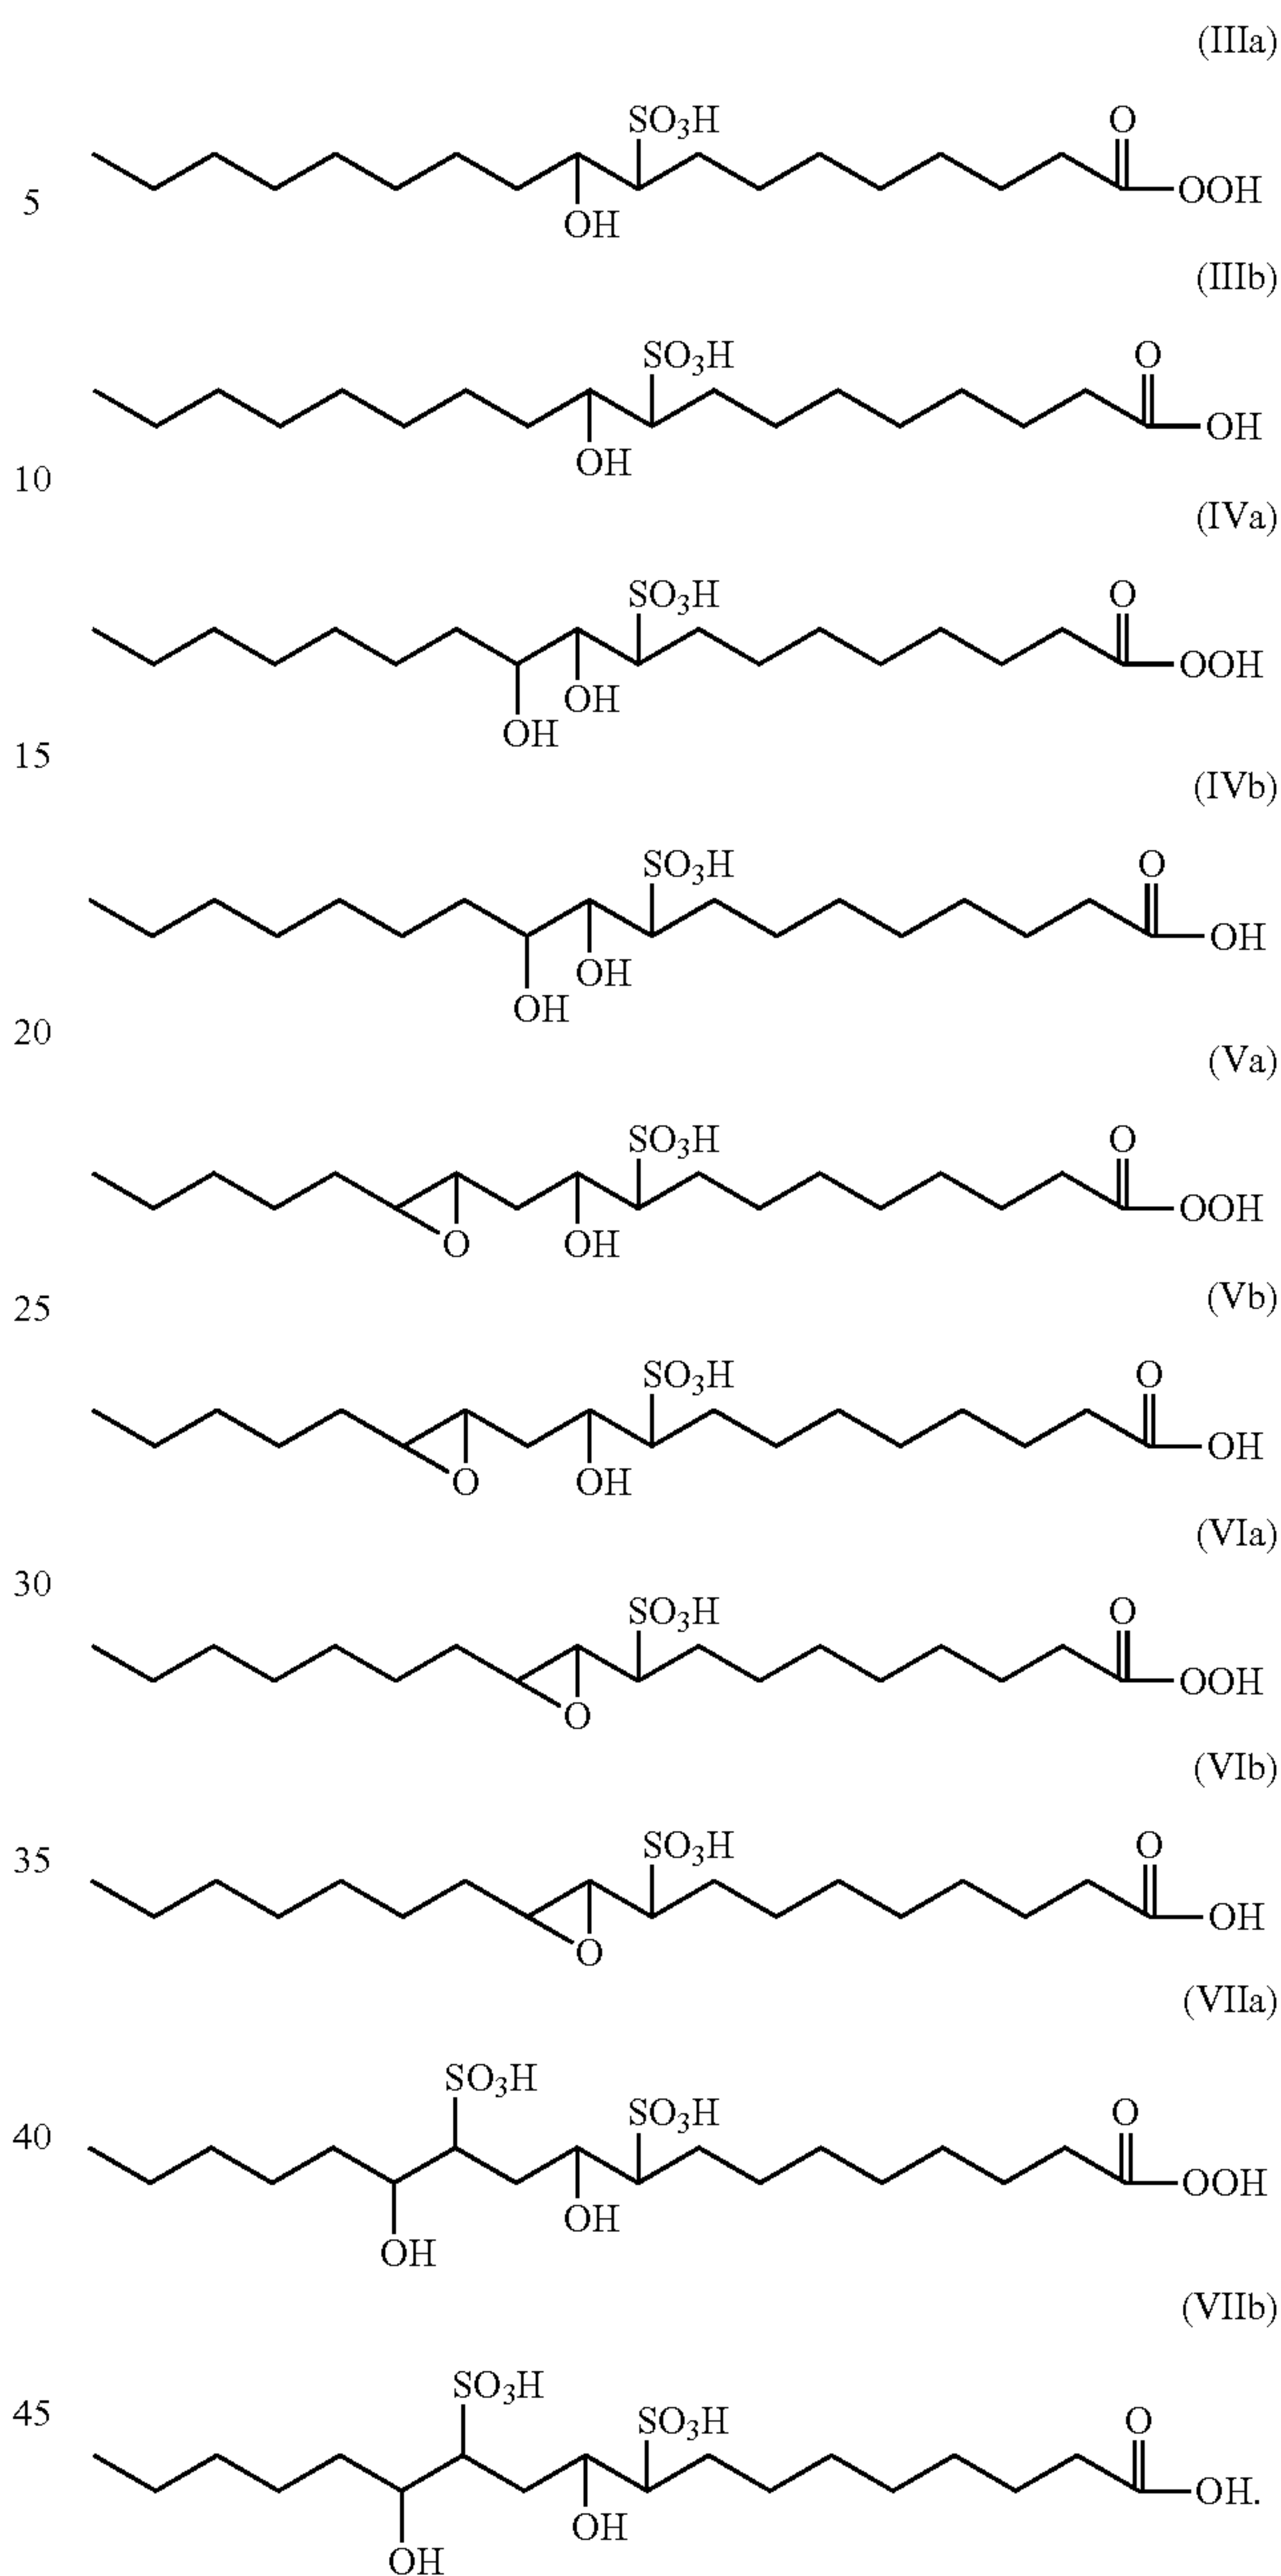 (IIIa)
SO3H O
5 OH OOH
(IIIb)
SO3H O
OH OH
10
(IVa)
SO3H O
OH OOH
OH
15
(IVb)
SO3H O
OH OH
OH
20
(Va)
SO3H O
O OH OOH
25
(Vb)
SO3H O
O OH OH
(VIa)
30
SO3H O
O OOH
(VIb)
35
SO3H O
O OH
(VIIa)
SO3H
40 SO3H O
OH OOH
OH
(VIIb)
SO3H
45 SO3H O
OH OH.
OH